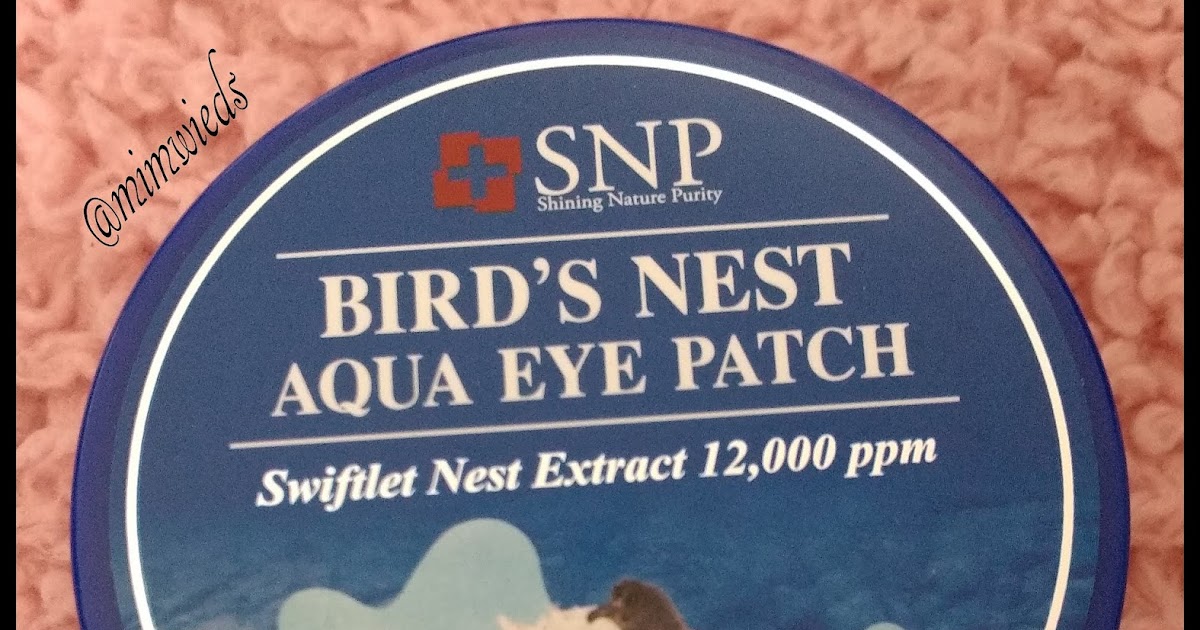 @mimwieds
SNP
Shining Nature Purity
BIRD'S NEST
AQUA EYE PATCH
Swiftlet Nest Extract 12,000 ppm